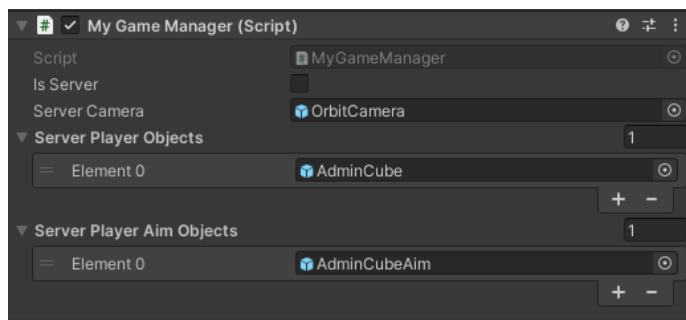 My Game Manager (Script)
Script MyGameManager
Is Server
Server Camera OrbitCamera
Server Player Objects 1
Element 0 AdminCube
+ −
Server Player Aim Objects 1
Element 0 AdminCubeAim
+ −